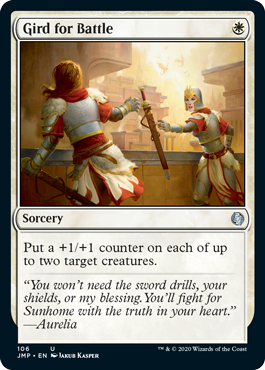 Gird for Battle
Sorcery
Put a +1/+1 counter on each of up
to two target creatures.
“You won’t need the sword drills, your
shields, or my blessing. You’ll fight for
Sunhome with the truth in your heart.”
—Aurelia
106 U
JMP • EN Jakub Kasper
™ & © 2020 Wizards of the Coast